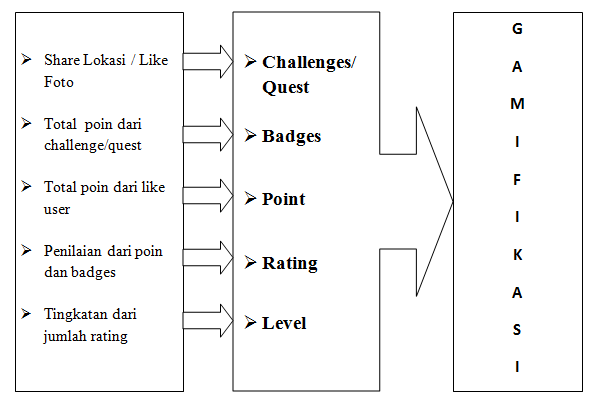 Share Lokasi / Like
Foto
Total poin dari
challenge/quest
Total poin dari like
user
Penilaian dari poin
dan badges
Tingkatan dari
jumlah rating
Challenges/
Quest
Badges
Point
Rating
Level
G
A
M
I
F
I
K
A
S
I